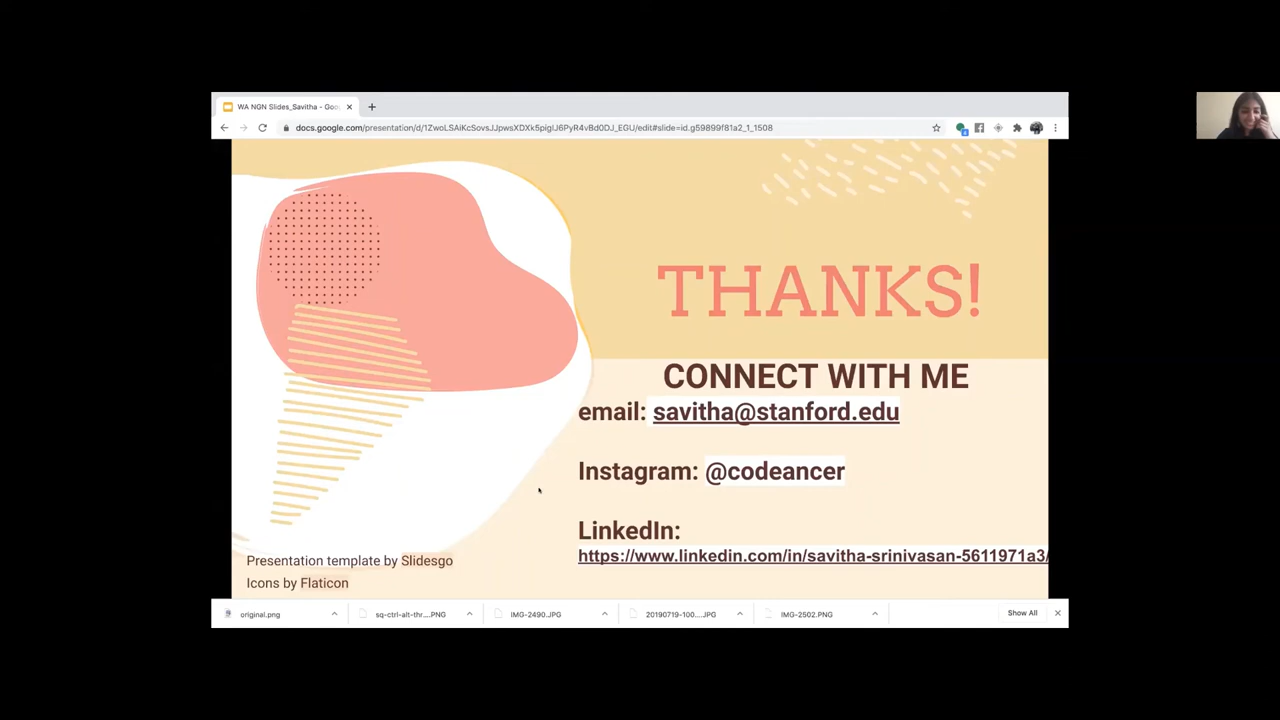 WA NGN Slides_Savitha - Goo
docs.google.com/presentation/d/1ZwoLSAiKcSovsJJpwsXDXk5pigIJ6PyR4vBd0DJ_EGU/edit#slide=id.g59899f81a2_1_1508
THANKS!
CONNECT WITH ME
email: savitha@stanford.edu
Instagram: @codeancer
LinkedIn:
https://www.linkedin.com/in/savitha-srinivasan-5611971a3/
Presentation template by Slidesgo
Icons by Flaticon
original.png
sq-ctrl-alt-thr....PNG
IMG-2490.JPG
20190719-100....JPG
IMG-2502.PNG
Show All